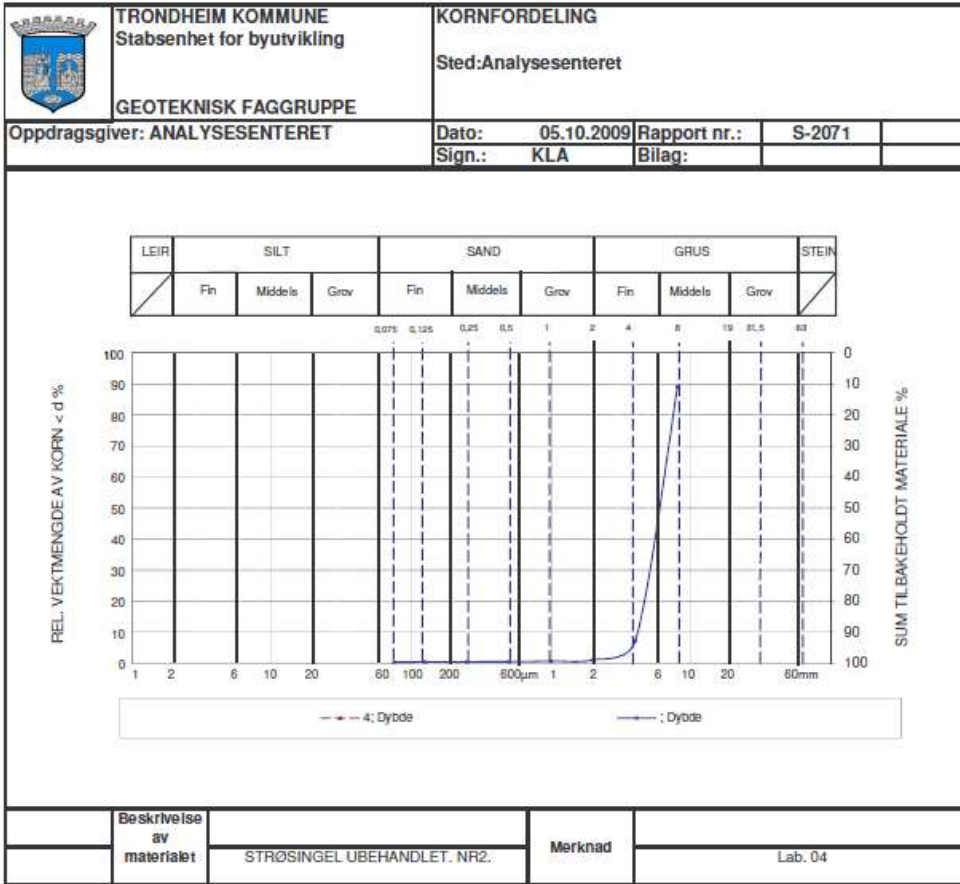 TRONDHEIM KOMMUNE
Stabsenhet for byutvikling
GEOTEKNISK FAGGRUPPE
KORNFORDELING
Sted:Analysesenteret
Oppdragsgiver: ANALYSESENTERET
Dato: 05.10.2009 Rapport nr.: S-2071
Sign.: KLA Bilag:
LEIR SILT SAND GRUS STEIN
Fin Middels Grov Fin Middels Grov Fin Middels Grov
0,075 0,125 0,25 0,5 1 2 4 8 19 31,5 63
REL. VEKTMENGDE AV KORN < d %
100 0
90 10
80 20
70 30
60 40
50 50
40 60
30 70
20 80
10 90
0 100
SUM TILBAKEHOLDT MATERIALE %
1 2 6 10 20 60 100 200 600µm 1 2 6 10 20 60mm
4; Dybde ; Dybde
Beskrivelse
av
materialet
STRØSINGEL UBEHANDLET. NR2.
Merknad
Lab. 04